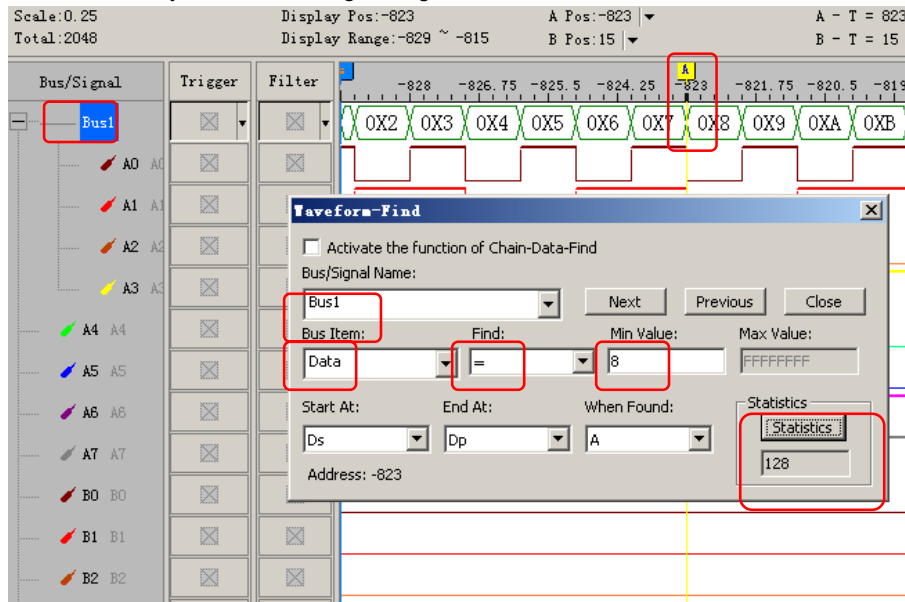 Scale:0.25 Display Pos:-823 A Pos:-823 A - T = 823
Total:2048 Display Range:-829 ~ -815 B Pos:15 B - T = 15
Bus/Signal Trigger Filter -828 -826.75 -825.5 -824.25 -823 -821.75 -820.5 -819
A
Bus1 0X2 0X3 0X4 0X5 0X6 0X7 0X8 0X9 0XA 0XB
A0 A0
A1 A1
A2 A2
A3 A3
A4 A4
A5 A5
A6 A6
A7 A7
B0 B0
B1 B1
B2 B2
Waveform-Find
Activate the function of Chain-Data-Find
Bus/Signal Name:
Bus1 Next Previous Close
Bus Item: Find: Min Value: Max Value:
Data = 8 FFFFFFFF
Start At: End At: When Found: Statistics
Ds Dp A Statistics
128
Address: -823